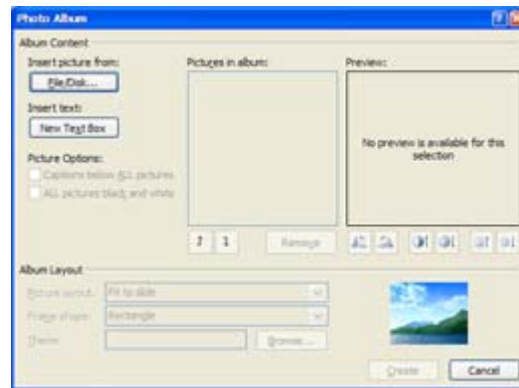 Photo Album
Album Content
Insert picture from:
File/Disk...
Insert text:
New Text Box
Picture Options:
Captions below ALL pictures
ALL pictures black and white
Pictures in album:
Remove
Preview:
No preview is available for this
selection
Album Layout
Picture layout:
Fit to slide
Frame shape:
Rectangle
Theme:
Browse...
Create
Cancel